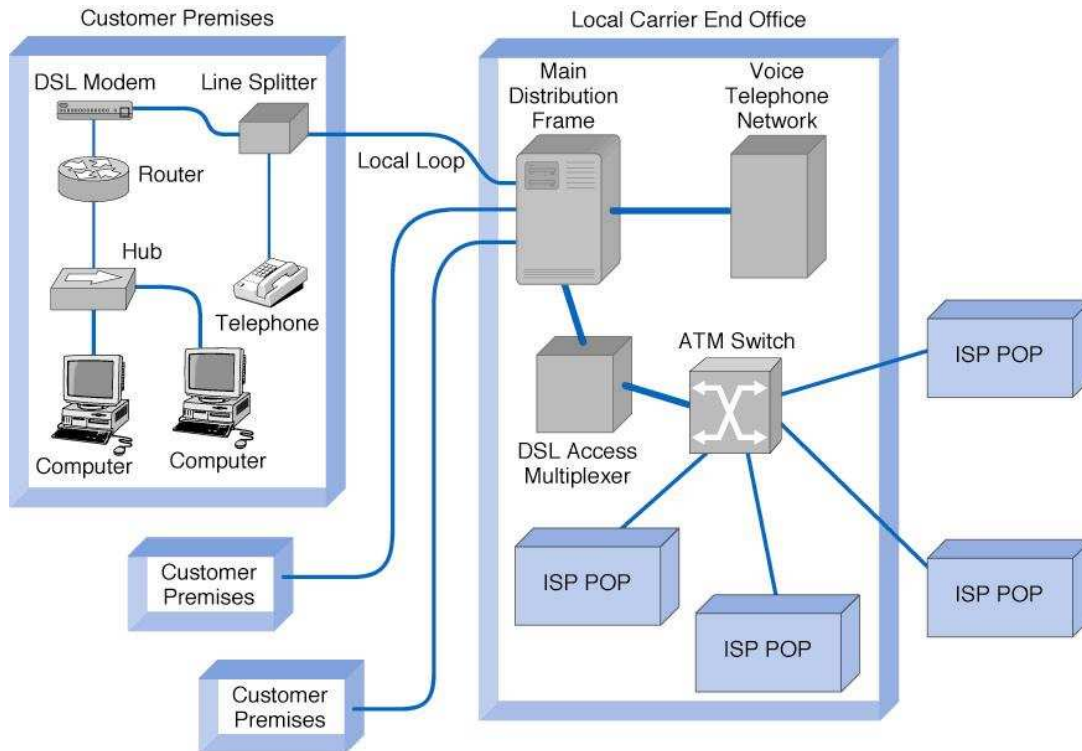 Customer Premises
DSL Modem
Line Splitter
Router
Hub
Telephone
Computer
Computer
Local Loop
Customer
Premises
Customer
Premises
Local Carrier End Office
Main
Distribution
Frame
Voice
Telephone
Network
DSL Access
Multiplexer
ATM Switch
ISP POP
ISP POP
ISP POP
ISP POP